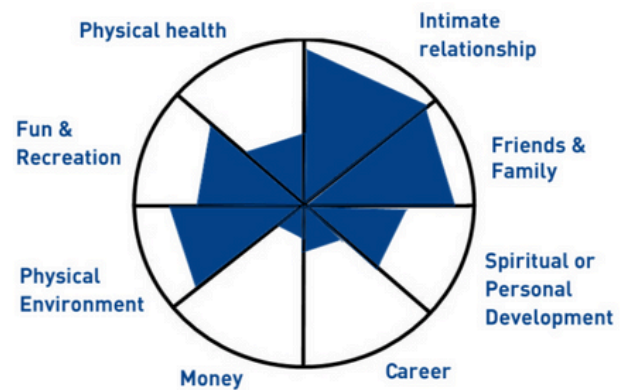 Physical health
Intimate
relationship
Fun &
Recreation
Friends &
Family
Physical
Environment
Spiritual or
Personal
Development
Money
Career